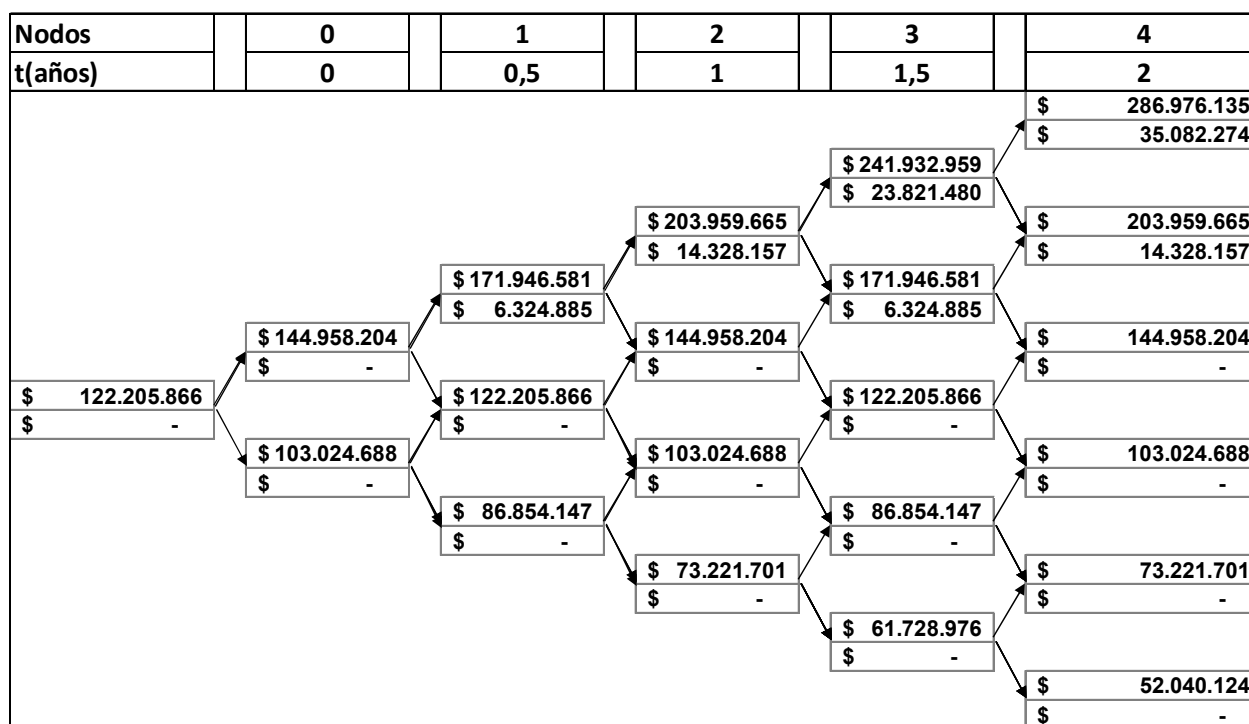 Nodos 0 1 2 3 4
t(años) 0 0,5 1 1,5 2
$ 286.976.135
$ 35.082.274
$ 241.932.959
$ 23.821.480
$ 203.959.665 $ 203.959.665
$ 14.328.157 $ 14.328.157
$ 171.946.581 $ 171.946.581
$ 6.324.885 $ 6.324.885
$ 144.958.204 $ 144.958.204 $ 144.958.204
$ - $ - $ -
$ 122.205.866 $ 122.205.866 $ 122.205.866
$ - $ - $ -
$ 103.024.688 $ 103.024.688 $ 103.024.688
$ - $ - $ -
$ 86.854.147 $ 86.854.147
$ - $ -
$ 73.221.701 $ 73.221.701
$ - $ -
$ 61.728.976
$ -
$ 52.040.124
$ -